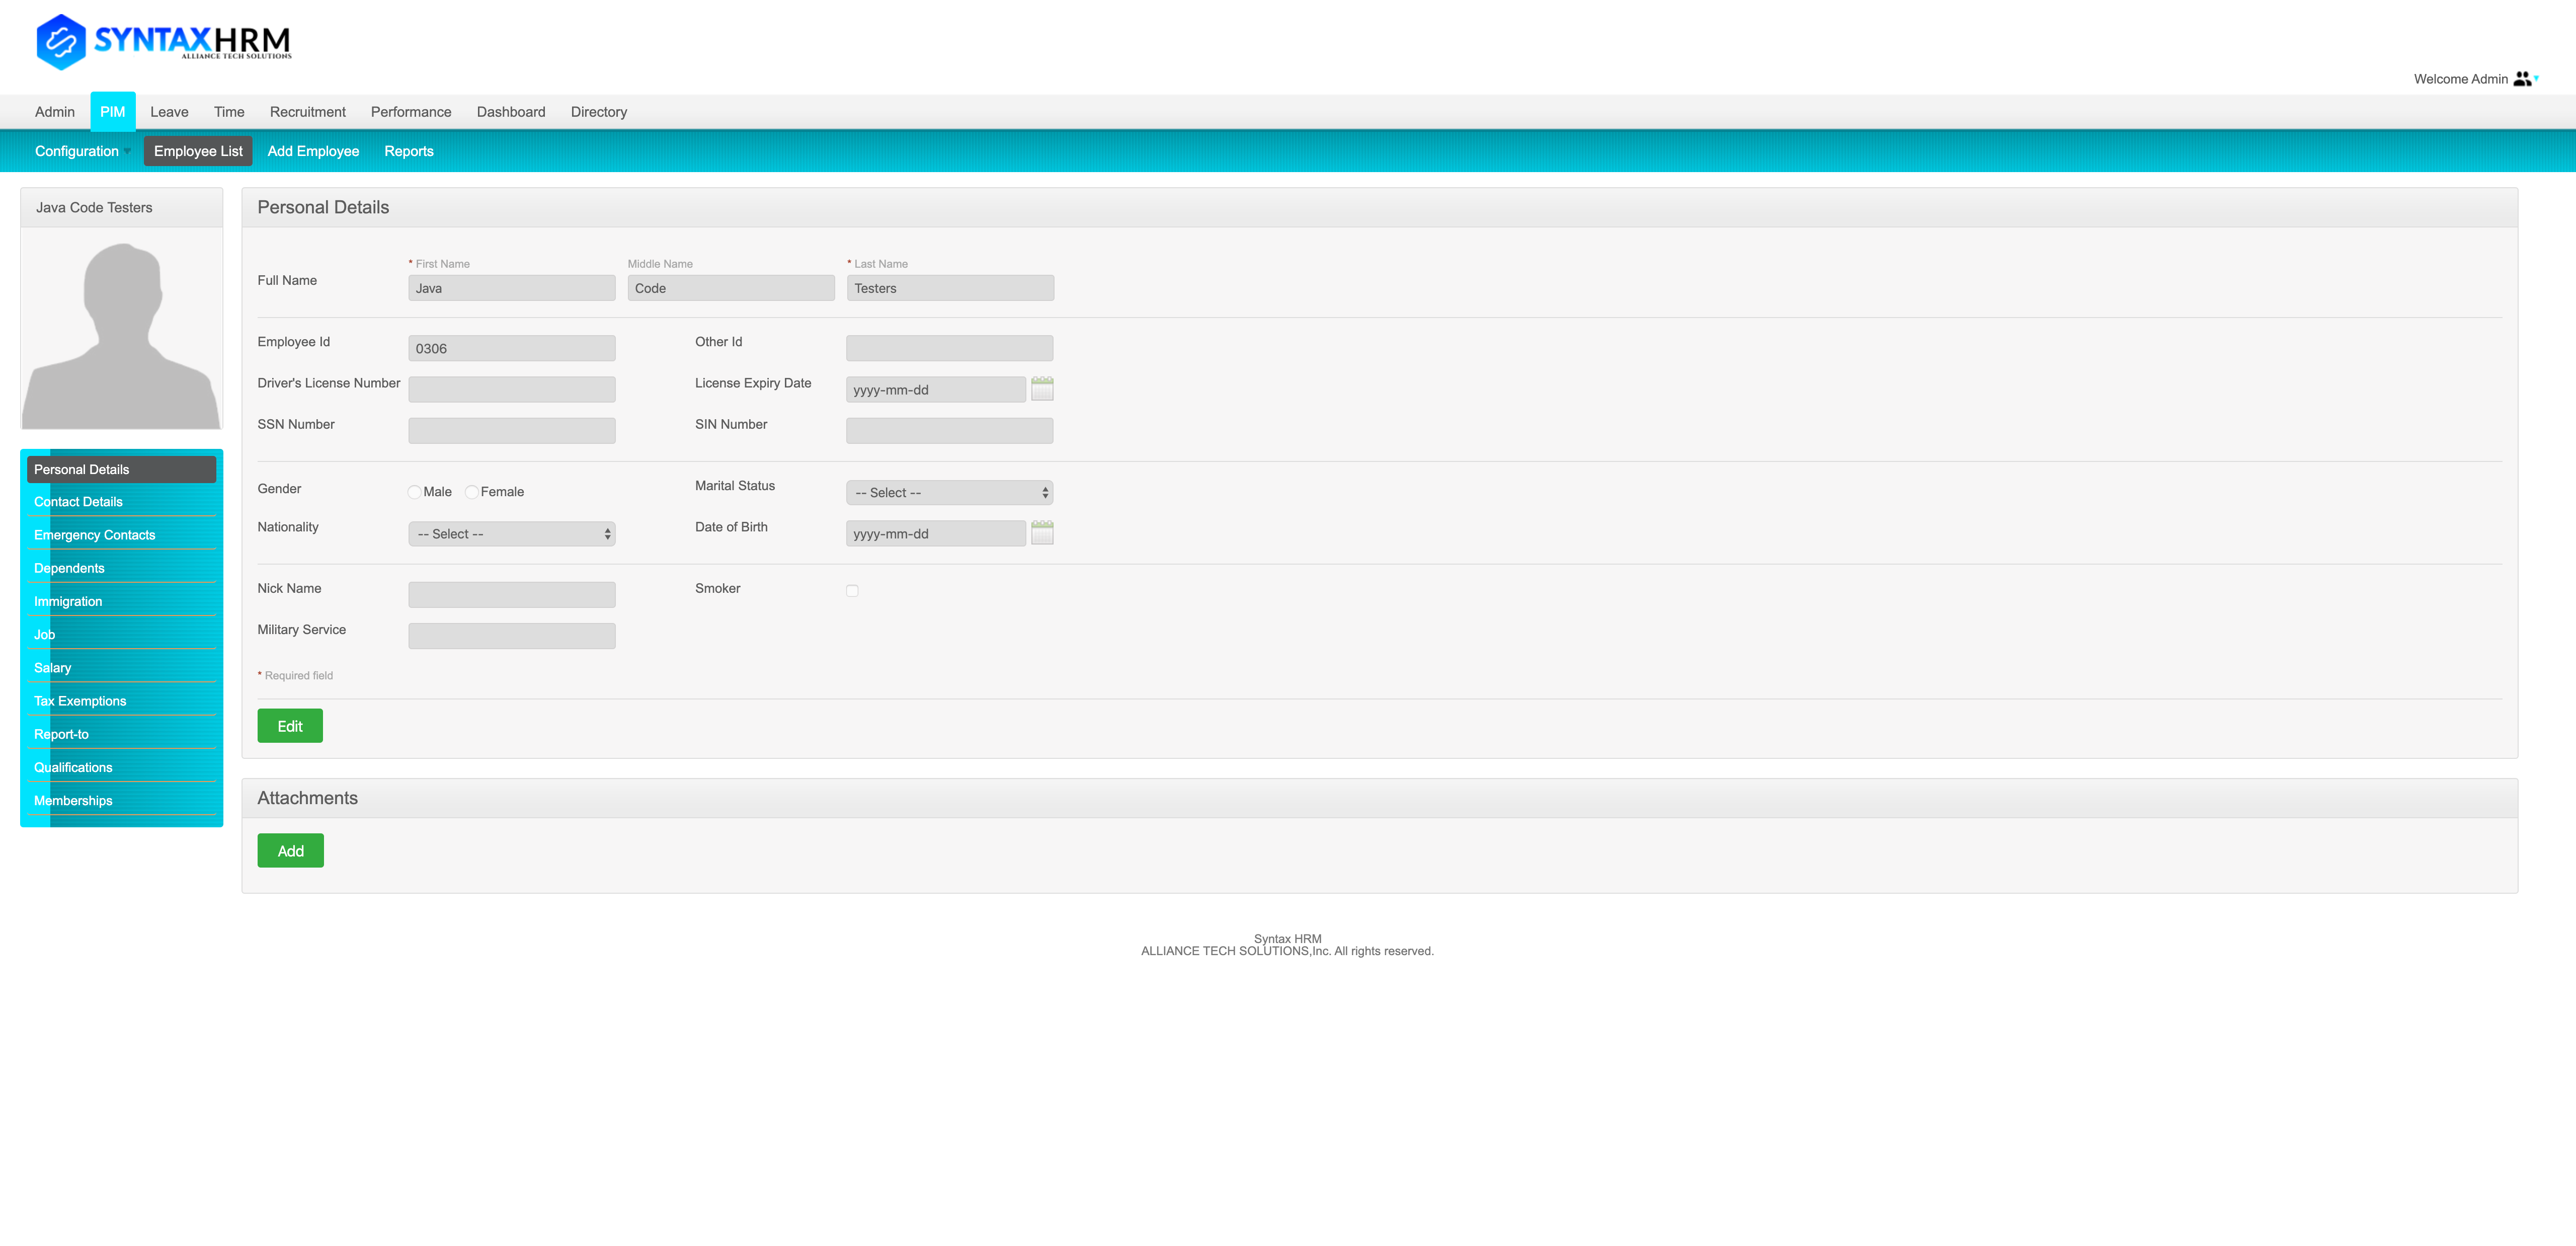 SYNTAXHRM
ALLIANCE TECH SOLUTIONS
Welcome Admin
Admin PIM Leave Time Recruitment Performance Dashboard Directory
Configuration Employee List Add Employee Reports
Java Code Testers
Personal Details
Contact Details
Emergency Contacts
Dependents
Immigration
Job
Salary
Tax Exemptions
Report-to
Qualifications
Memberships
Personal Details
* First Name Middle Name * Last Name
Full Name Java Code Testers
Employee Id 0306 Other Id
Driver's License Number License Expiry Date yyyy-mm-dd
SSN Number SIN Number
Gender Male Female Marital Status -- Select --
Nationality -- Select -- Date of Birth yyyy-mm-dd
Nick Name Smoker
Military Service
* Required field
Edit
Attachments
Add
Syntax HRM
ALLIANCE TECH SOLUTIONS,Inc. All rights reserved.